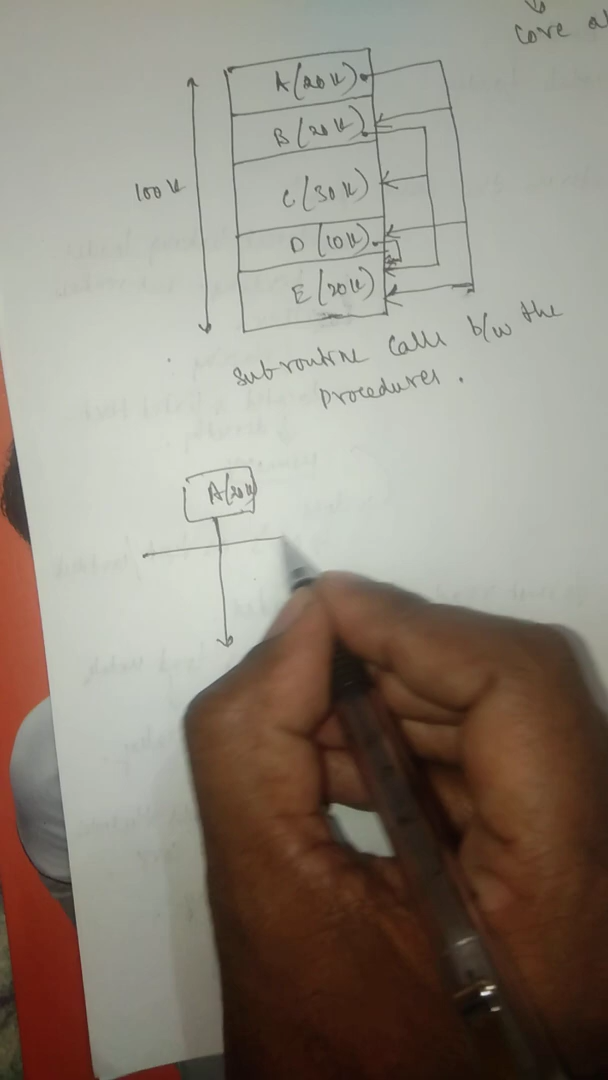 core
A(20K)
B(20K)
100K
C(30K)
D(10K)
E(20K)
subroutine calls b/w the
procedures.
A(20K)